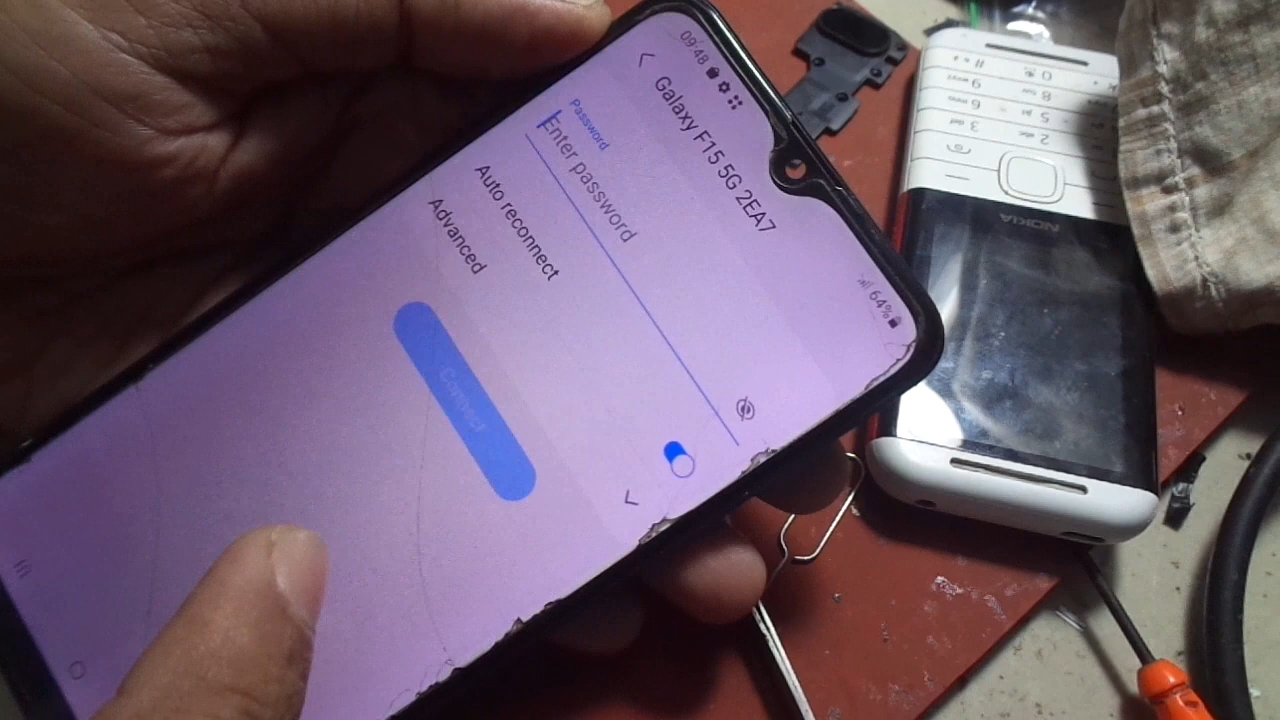 09:48
64%
Galaxy F15 5G 2EA7
Password
Enter password
Auto reconnect
Advanced
Connect
NOKIA